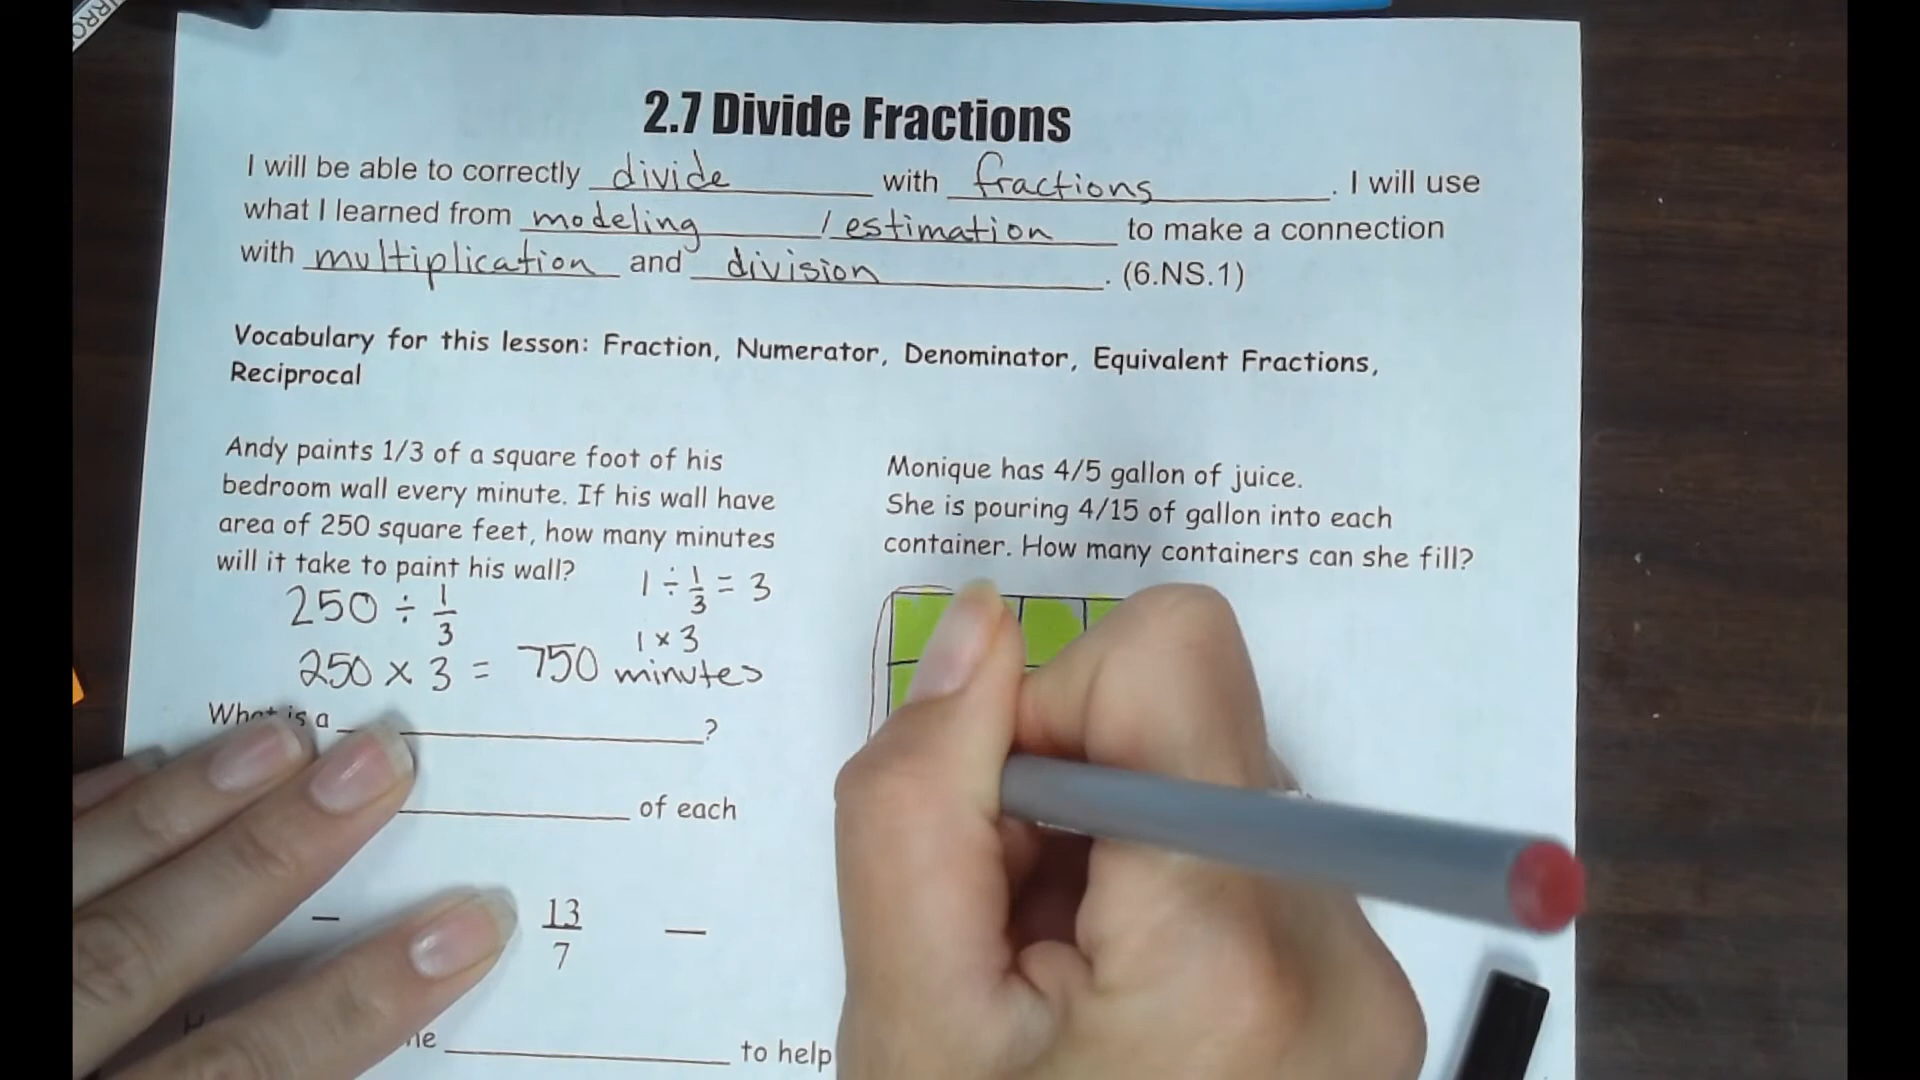 2.7 Divide Fractions
I will be able to correctly divide with fractions. I will use
what I learned from modeling / estimation to make a connection
with multiplication and division. (6.NS.1)
Vocabulary for this lesson: Fraction, Numerator, Denominator, Equivalent Fractions,
Reciprocal
Andy paints 1/3 of a square foot of his
bedroom wall every minute. If his wall have
area of 250 square feet, how many minutes
will it take to paint his wall?
250 ÷ 1/3
1 ÷ 1/3 = 3
1 × 3
250 × 3 = 750 minutes
What is a ?
of each
13/7
to help
Monique has 4/5 gallon of juice.
She is pouring 4/15 of gallon into each
container. How many containers can she fill?